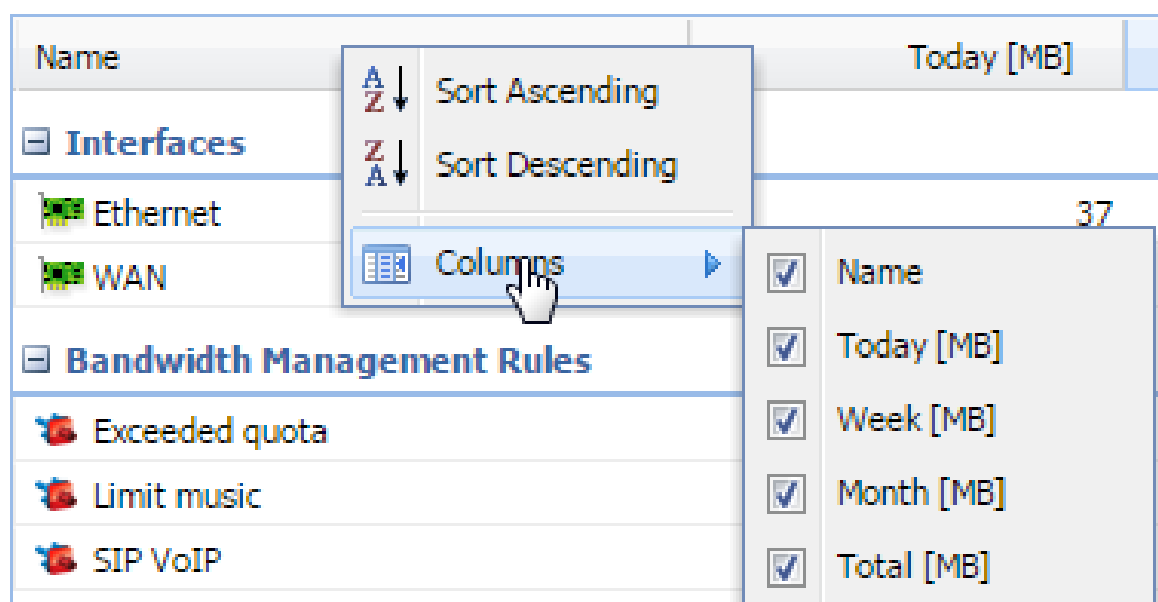 Name
Today [MB]
Sort Ascending
Interfaces
Sort Descending
Ethernet
37
Columns
WAN
Name
Today [MB]
Bandwidth Management Rules
Week [MB]
Exceeded quota
Month [MB]
Limit music
Total [MB]
SIP VoIP